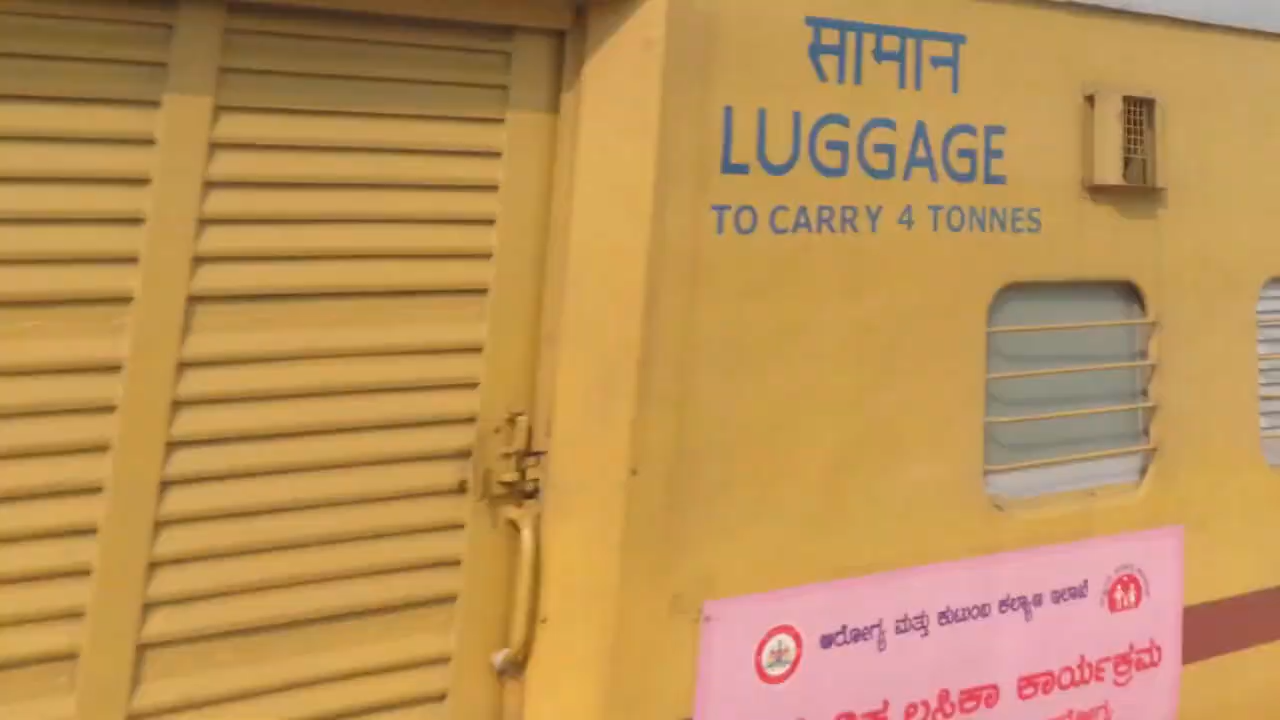 सामान
LUGGAGE
TO CARRY 4 TONNES
ಆರೋಗ್ಯ ಮತ್ತು ಕುಟುಂಬ ಕಲ್ಯಾಣ ಇಲಾಖೆ
ಲಸಿಕಾ ಕಾರ್ಯಕ್ರಮ